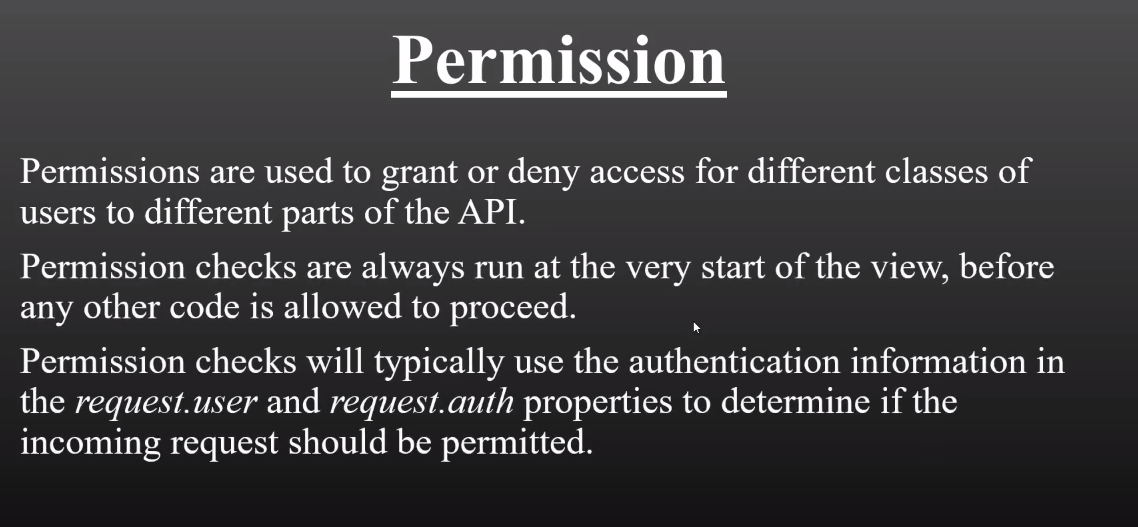 Permission
Permissions are used to grant or deny access for different classes of
users to different parts of the API.
Permission checks are always run at the very start of the view, before
any other code is allowed to proceed.
Permission checks will typically use the authentication information in
the request.user and request.auth properties to determine if the
incoming request should be permitted.